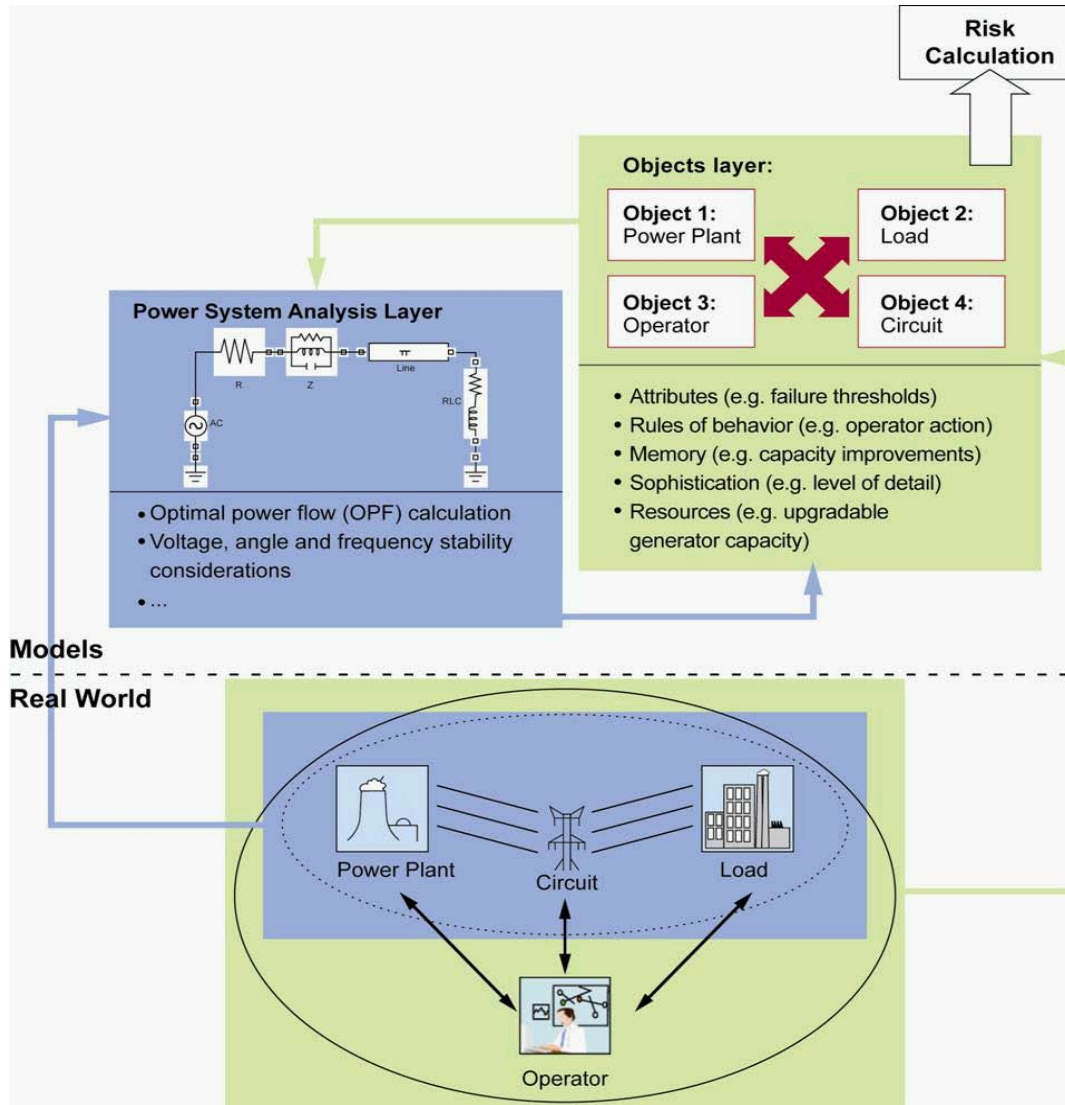 Risk
Calculation
Objects layer:
Object 1:
Power Plant
Object 2:
Load
Object 3:
Operator
Object 4:
Circuit
• Attributes (e.g. failure thresholds)
• Rules of behavior (e.g. operator action)
• Memory (e.g. capacity improvements)
• Sophistication (e.g. level of detail)
• Resources (e.g. upgradable
generator capacity)
Power System Analysis Layer
R
Z
Line
RLC
AC
• Optimal power flow (OPF) calculation
• Voltage, angle and frequency stability
considerations
• ...
Models
Real World
Power Plant
Circuit
Load
Operator